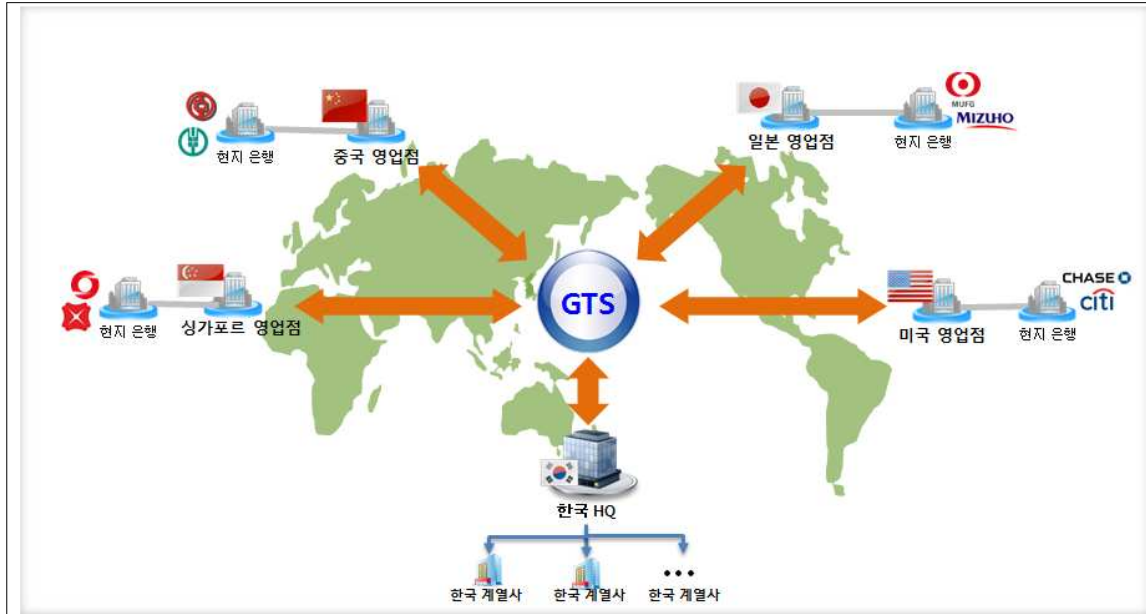 MUFG
MIZUHO
현지 은행
중국 영업점
일본 영업점
현지 은행
CHASE
citi
GTS
현지 은행
싱가포르 영업점
미국 영업점
현지 은행
한국 HQ
한국 계열사
한국 계열사
•••
한국 계열사